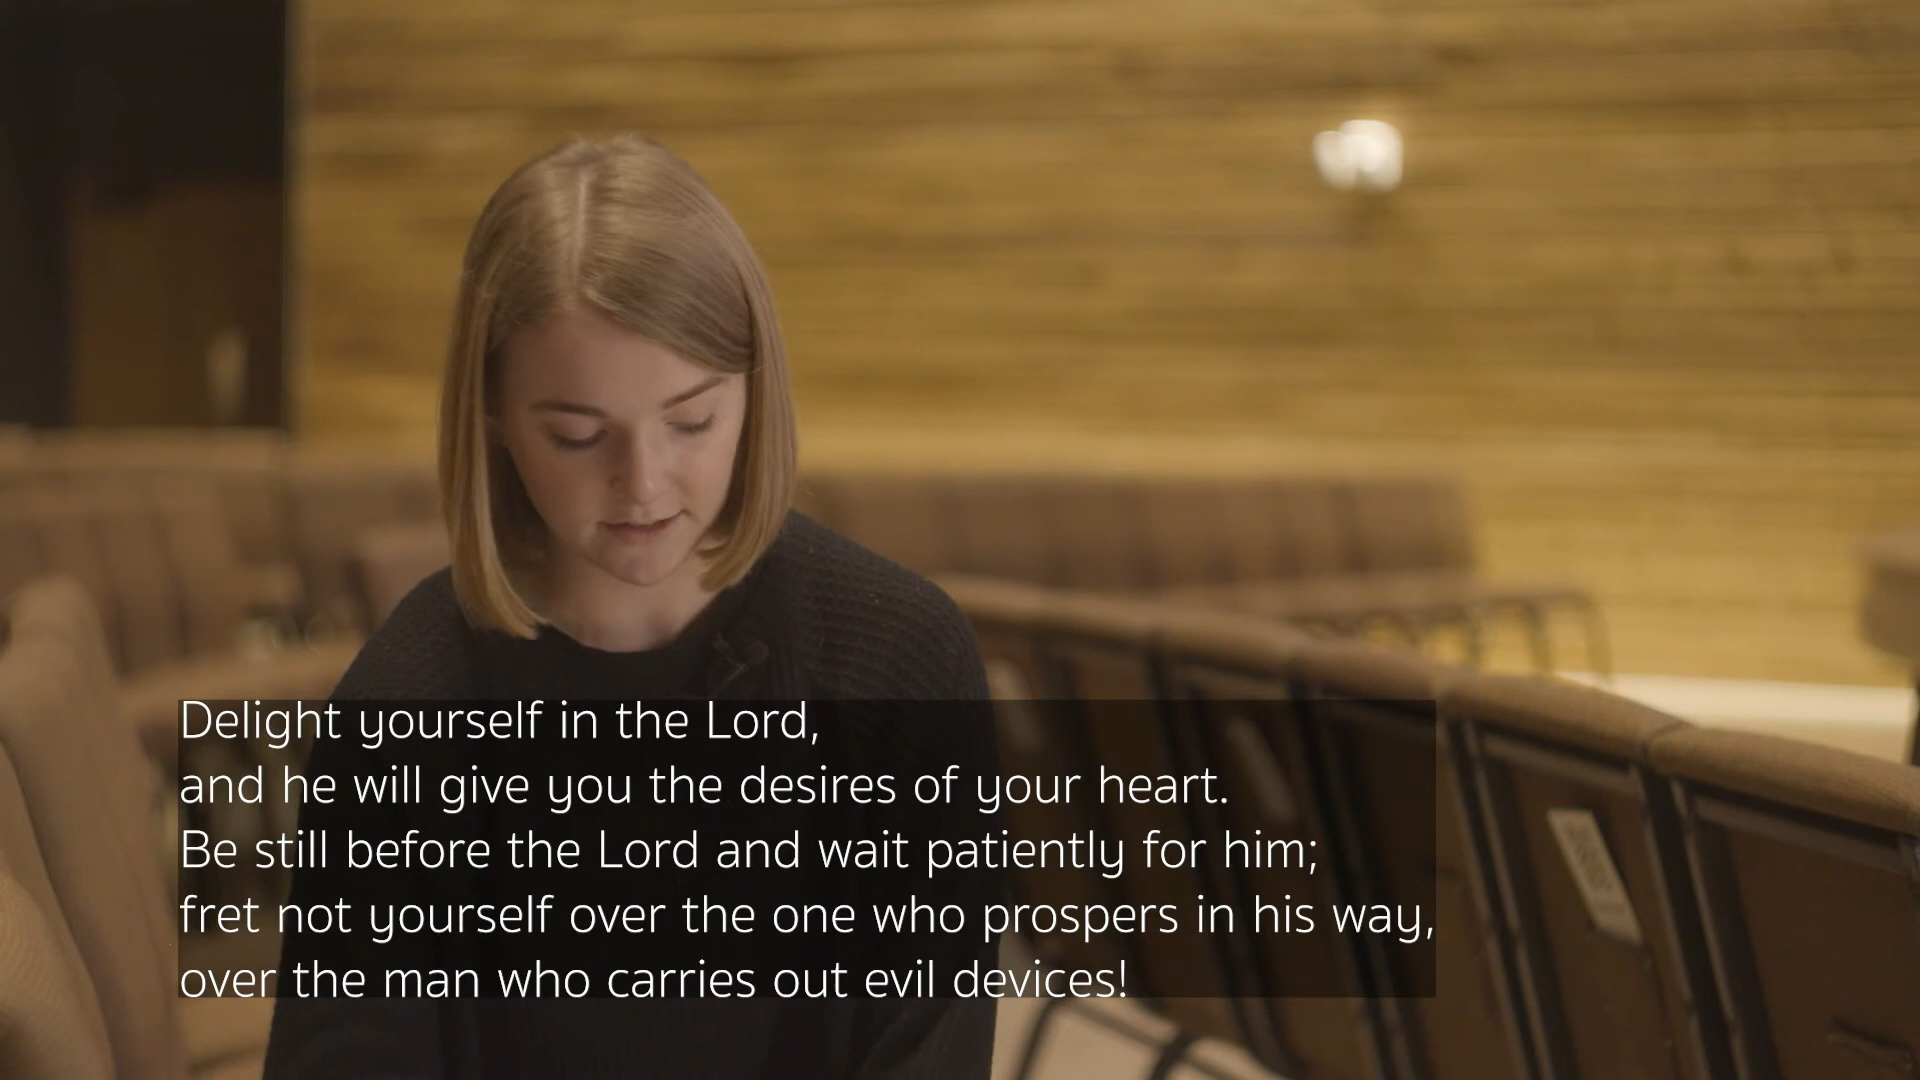 Delight yourself in the Lord,
and he will give you the desires of your heart.
Be still before the Lord and wait patiently for him;
fret not yourself over the one who prospers in his way,
over the man who carries out evil devices!